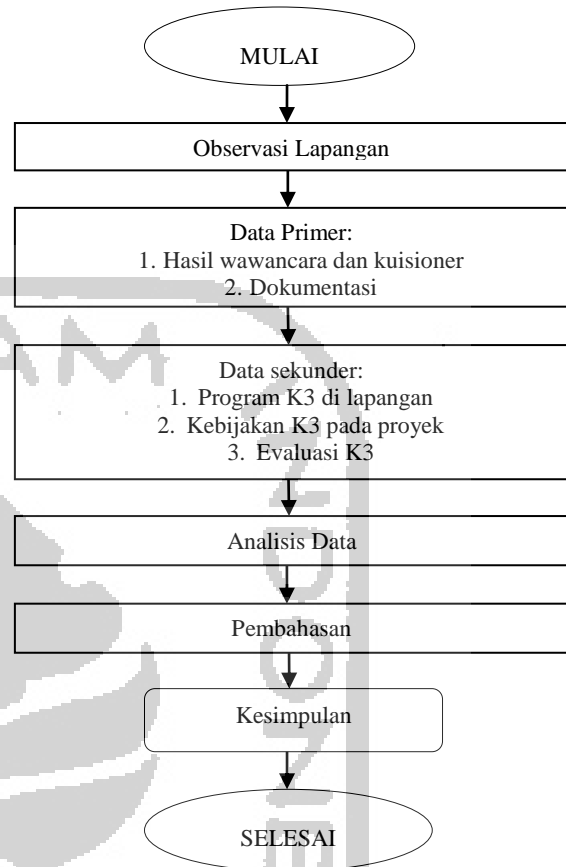 MULAI
Observasi Lapangan
Data Primer:
1. Hasil wawancara dan kuisioner
2. Dokumentasi
Data sekunder:
1. Program K3 di lapangan
2. Kebijakan K3 pada proyek
3. Evaluasi K3
Analisis Data
Pembahasan
Kesimpulan
SELESAI